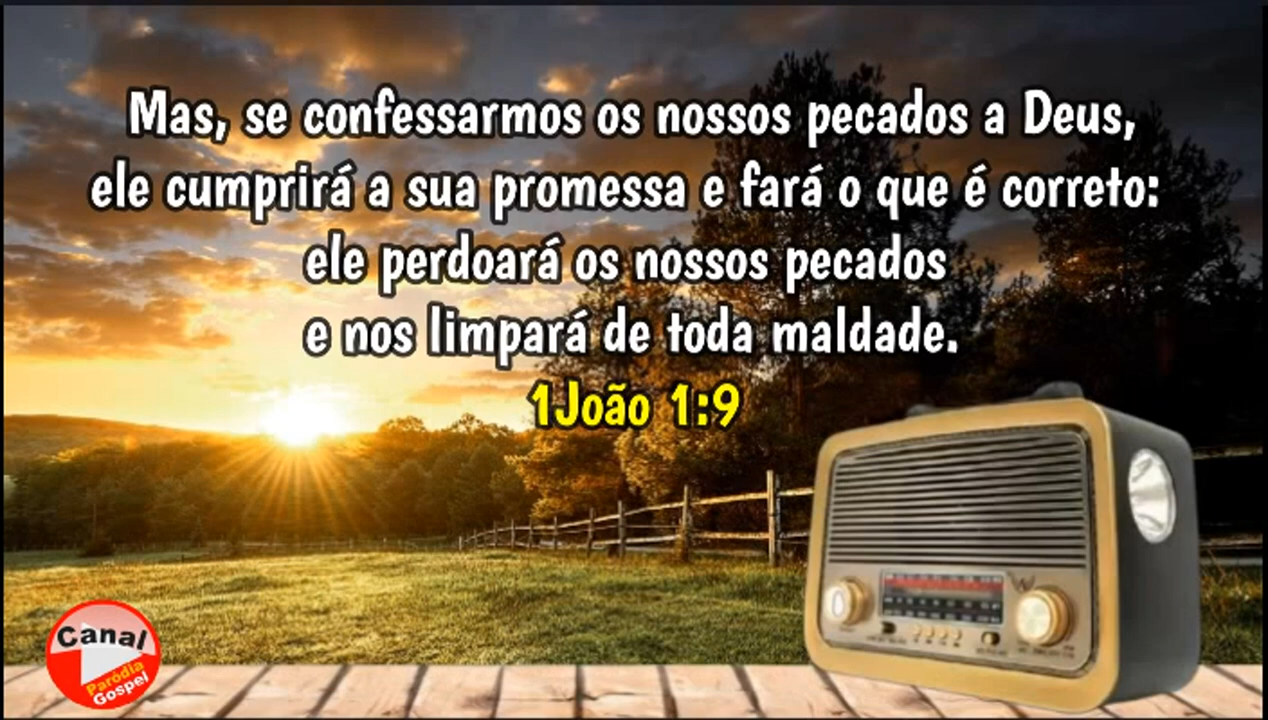 Mas, se confessarmos os nossos pecados a Deus,
ele cumprirá a sua promessa e fará o que é correto:
ele perdoará os nossos pecados
e nos limpará de toda maldade.
1João 1:9
Canal
Paródia
Gospel